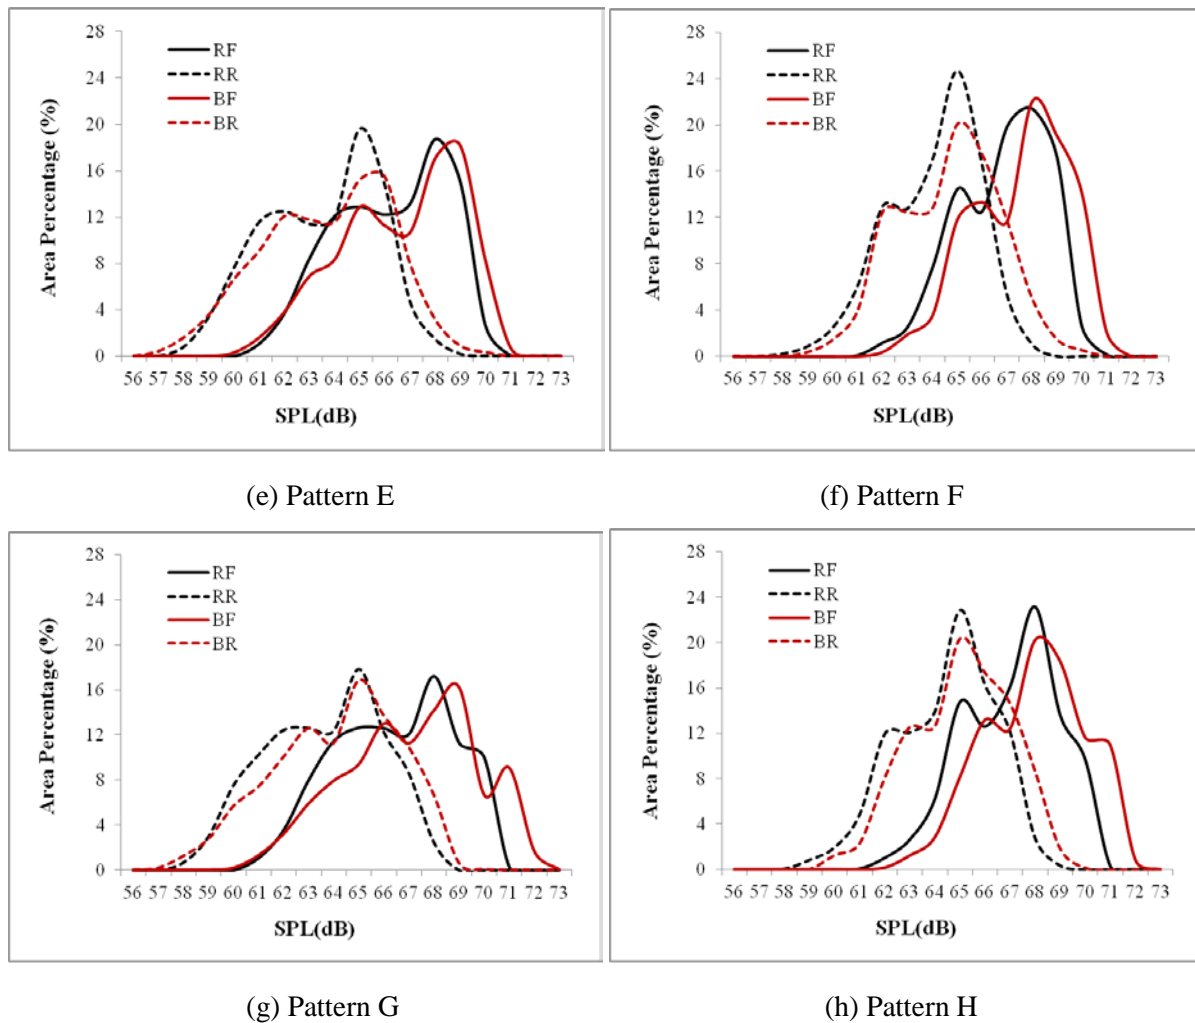 28
24
20
16
12
8
4
0
Area Percentage (%)
RF
RR
BF
BR
56 57 58 59 60 61 62 63 64 65 66 67 68 69 70 71 72 73
SPL(dB)
(e) Pattern E
28
24
20
16
12
8
4
0
Area Percentage (%)
RF
RR
BF
BR
56 57 58 59 60 61 62 63 64 65 66 67 68 69 70 71 72 73
SPL(dB)
(f) Pattern F
28
24
20
16
12
8
4
0
Area Percentage (%)
RF
RR
BF
BR
56 57 58 59 60 61 62 63 64 65 66 67 68 69 70 71 72 73
SPL(dB)
(g) Pattern G
28
24
20
16
12
8
4
0
Area Percentage (%)
RF
RR
BF
BR
56 57 58 59 60 61 62 63 64 65 66 67 68 69 70 71 72 73
SPL(dB)
(h) Pattern H